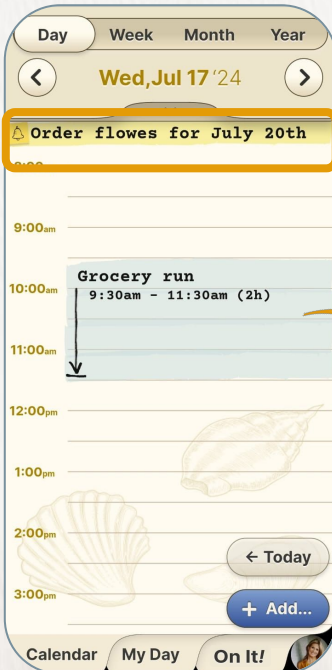 Day Week Month Year
Wed,Jul 17 '24
Order flowes for July 20th
9:00am
Grocery run
10:00am 9:30am - 11:30am (2h)
11:00am
12:00pm
1:00pm
2:00pm
← Today
3:00pm
+ Add...
Calendar My Day On It!